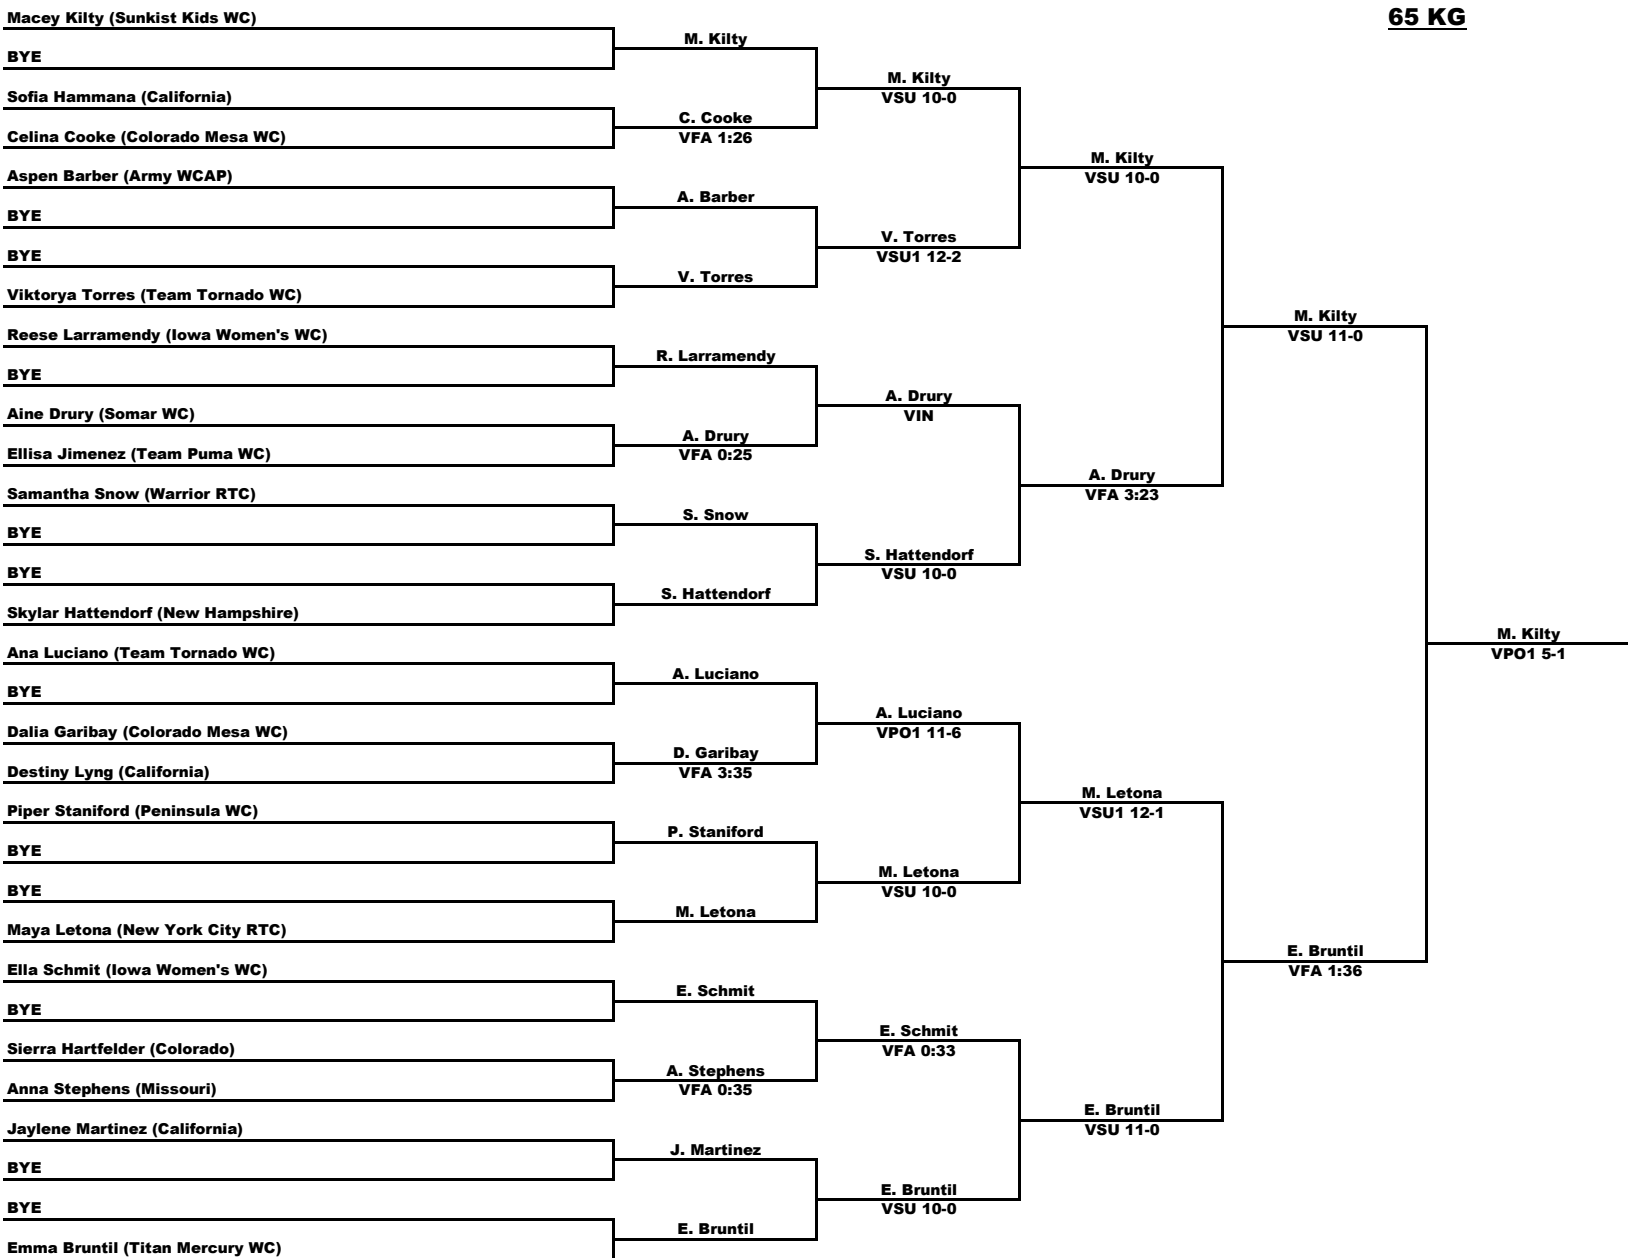 65 KG
Macey Kilty (Sunkist Kids WC)
BYE
Sofia Hammana (California)
Celina Cooke (Colorado Mesa WC)
Aspen Barber (Army WCAP)
BYE
BYE
Viktorya Torres (Team Tornado WC)
Reese Larramendy (Iowa Women's WC)
BYE
Aine Drury (Somar WC)
Ellisa Jimenez (Team Puma WC)
Samantha Snow (Warrior RTC)
BYE
BYE
Skylar Hattendorf (New Hampshire)
Ana Luciano (Team Tornado WC)
BYE
Dalia Garibay (Colorado Mesa WC)
Destiny Lyng (California)
Piper Staniford (Peninsula WC)
BYE
BYE
Maya Letona (New York City RTC)
Ella Schmit (Iowa Women's WC)
BYE
Sierra Hartfelder (Colorado)
Anna Stephens (Missouri)
Jaylene Martinez (California)
BYE
BYE
Emma Bruntil (Titan Mercury WC)
M. Kilty
C. Cooke
VFA 1:26
A. Barber
V. Torres
R. Larramendy
A. Drury
VFA 0:25
S. Snow
S. Hattendorf
A. Luciano
D. Garibay
VFA 3:35
P. Staniford
M. Letona
E. Schmit
A. Stephens
VFA 0:35
J. Martinez
E. Bruntil
M. Kilty
VSU 10-0
V. Torres
VSU1 12-2
A. Drury
VIN
S. Hattendorf
VSU 10-0
A. Luciano
VPO1 11-6
M. Letona
VSU 10-0
E. Schmit
VFA 0:33
E. Bruntil
VSU 10-0
M. Kilty
VSU 10-0
A. Drury
VFA 3:23
M. Letona
VSU1 12-1
E. Bruntil
VSU 11-0
M. Kilty
VSU 11-0
E. Bruntil
VFA 1:36
M. Kilty
VPO1 5-1